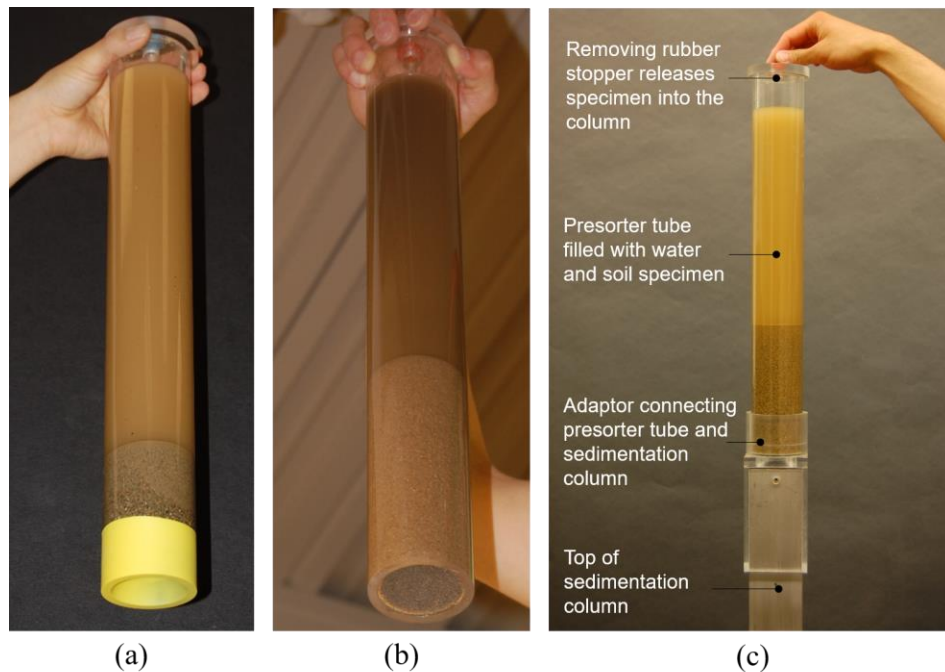 Removing rubber
stopper releases
specimen into the
column
Presorter tube
filled with water
and soil specimen
Adaptor connecting
presorter tube and
sedimentation
column
Top of
sedimentation
column
(a)
(b)
(c)